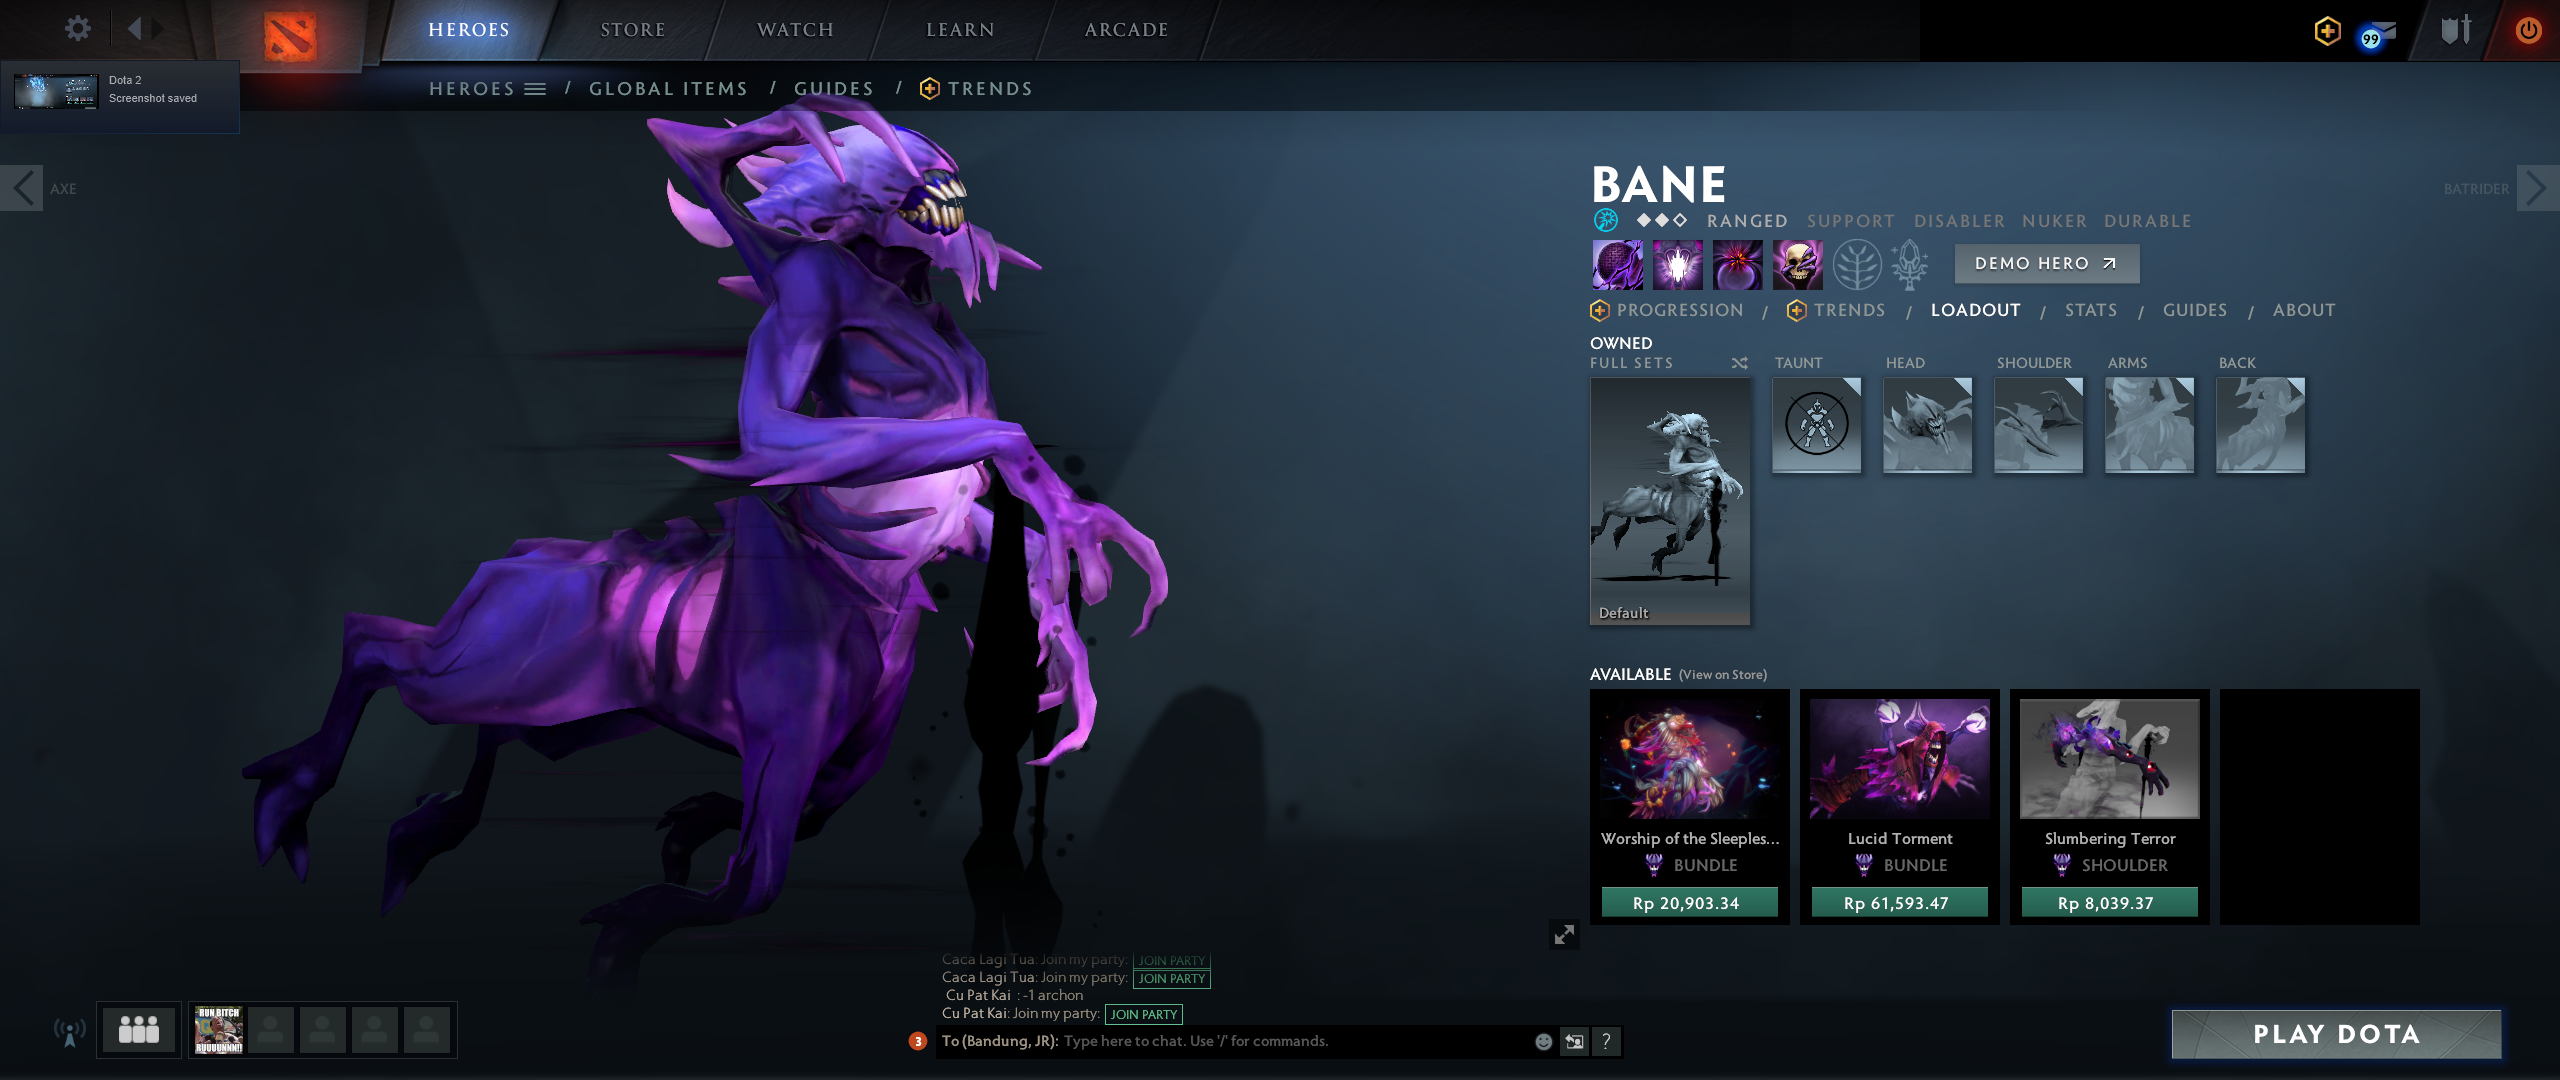 HEROES STORE WATCH LEARN ARCADE
99
Dota 2
Screenshot saved
HEROES / GLOBAL ITEMS / GUIDES / TRENDS
AXE
BATRIDER
BANE
RANGED SUPPORT DISABLER NUKER DURABLE
DEMO HERO
PROGRESSION / TRENDS / LOADOUT / STATS / GUIDES / ABOUT
OWNED
FULL SETS TAUNT HEAD SHOULDER ARMS BACK
Default
AVAILABLE (View on Store)
Worship of the Sleeples... Lucid Torment Slumbering Terror
BUNDLE BUNDLE SHOULDER
Rp 20,903.34 Rp 61,593.47 Rp 8,039.37
Caca Lagi Tua: Join my party: JOIN PARTY
Caca Lagi Tua: Join my party: JOIN PARTY
Cu Pat Kai : -1 archon
Cu Pat Kai: Join my party: JOIN PARTY
3 To (Bandung, JR): Type here to chat. Use '/' for commands. ?
RUN BITCH
RUUUUNNN!!
PLAY DOTA